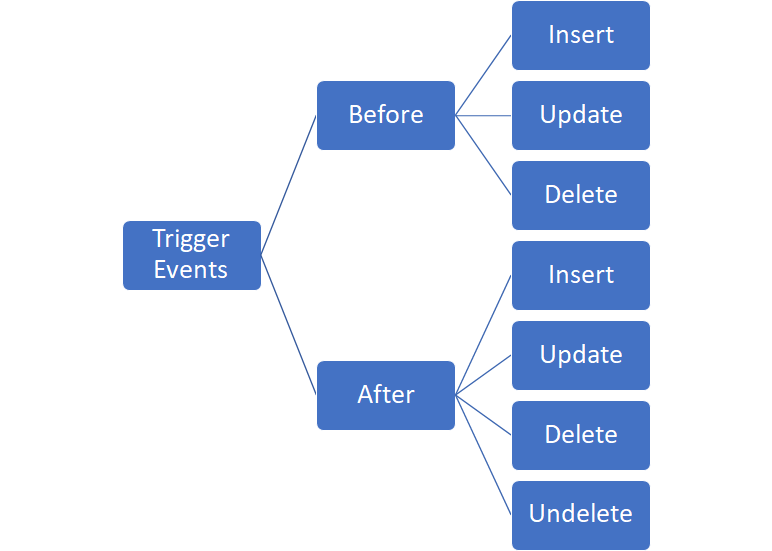 Trigger
Events
Before
Insert
Update
Delete
After
Insert
Update
Delete
Undelete